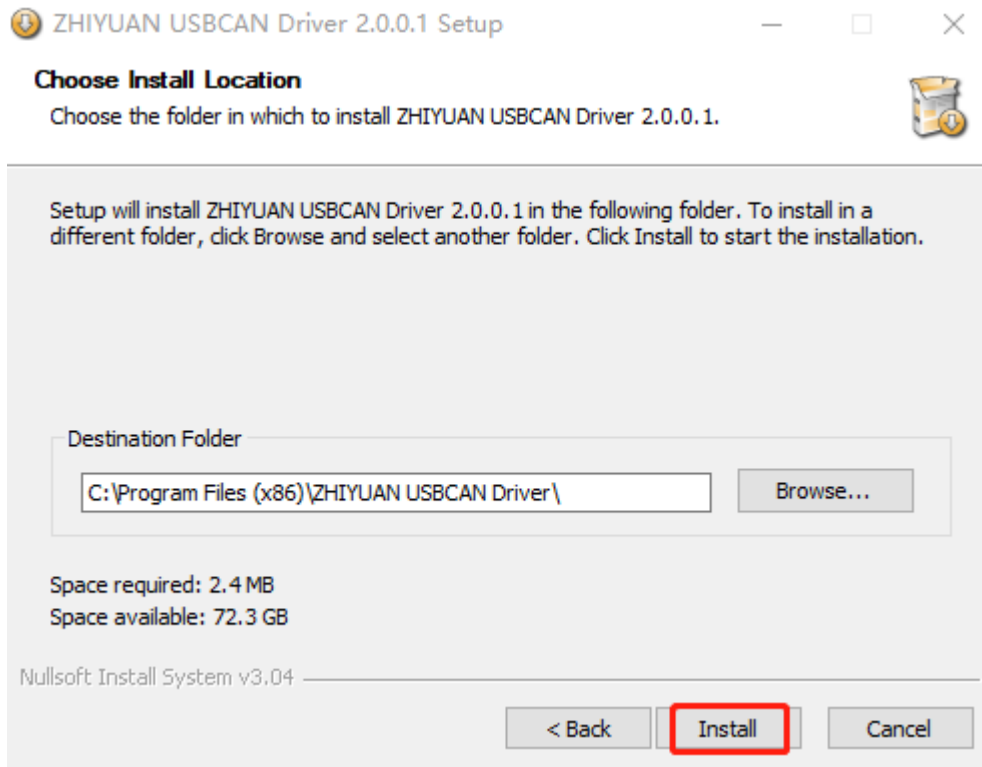 ZHIYUAN USBCAN Driver 2.0.0.1 Setup
Choose Install Location
Choose the folder in which to install ZHIYUAN USBCAN Driver 2.0.0.1.
Setup will install ZHIYUAN USBCAN Driver 2.0.0.1 in the following folder. To install in a
different folder, click Browse and select another folder. Click Install to start the installation.
Destination Folder
C:\Program Files (x86)\ZHIYUAN USBCAN Driver\
Browse...
Space required: 2.4 MB
Space available: 72.3 GB
Nullsoft Install System v3.04
< Back
Install
Cancel